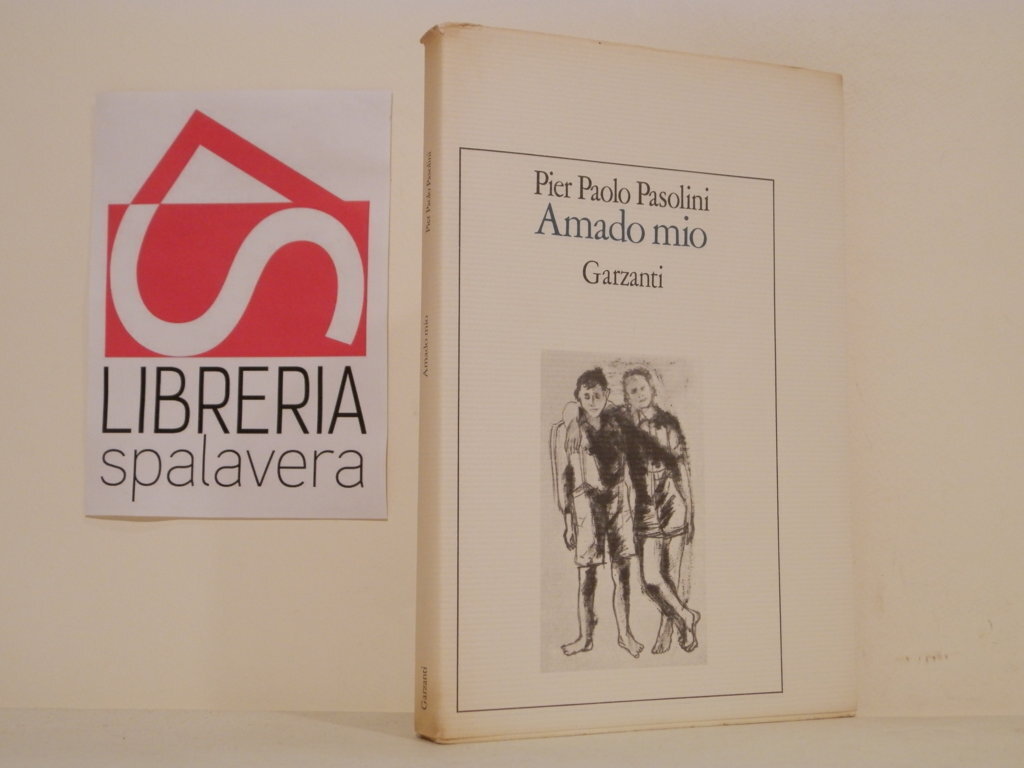 LIBRERIA
spalavera
Pier Paolo Pasolini
Amado mio
Garzanti
Pier Paolo Pasolini
Amado mio
Garzanti